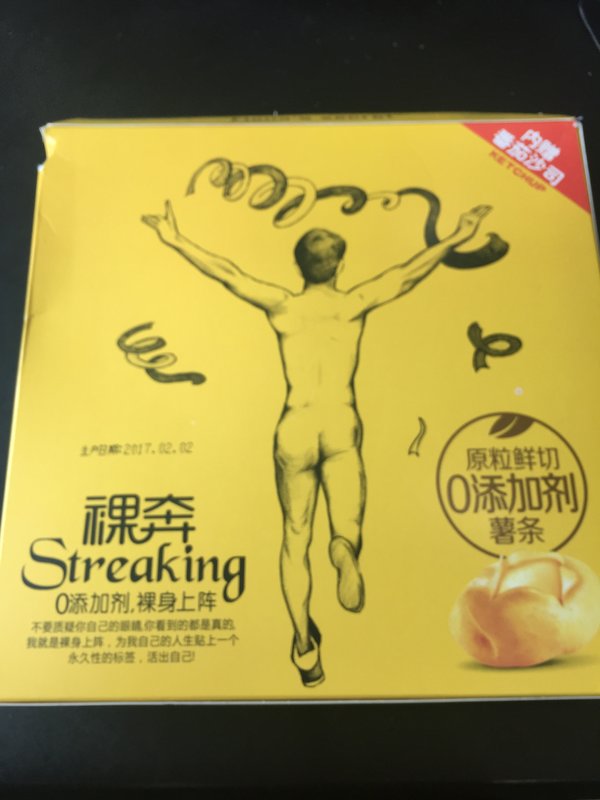 内赠
番茄沙司
KETCHUP
生产日期:2017.02.02
原粒鲜切
0添加剂
薯条
裸奔
Streaking
0添加剂,裸身上阵
不要质疑你自己的眼睛,你看到的都是真的,
我就是裸身上阵，为我自己的人生贴上一个
永久性的标签，活出自己!